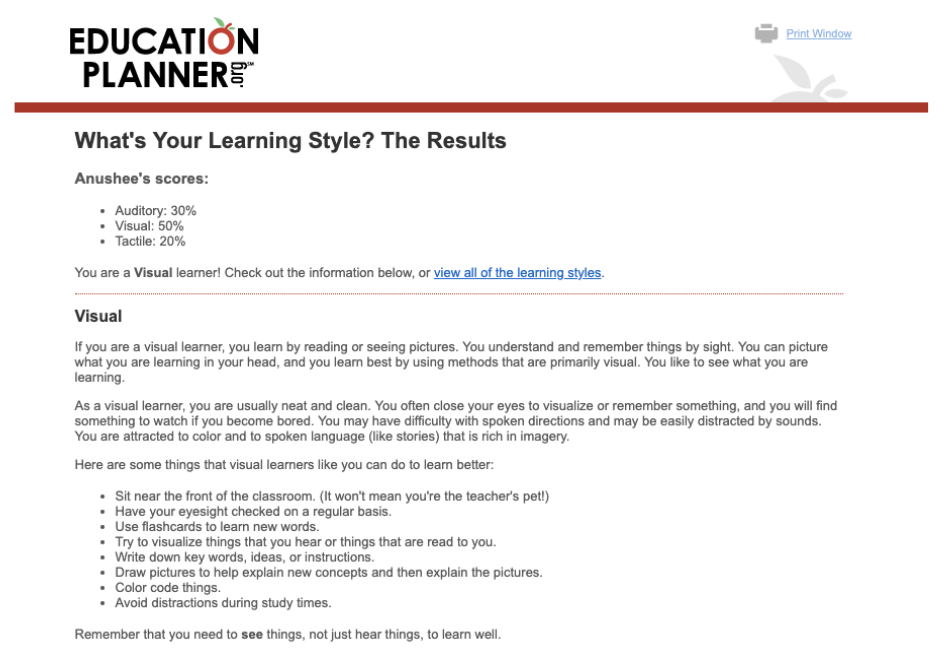 EDUCATION
PLANNER.org℠
Print Window
What's Your Learning Style? The Results
Anushee's scores:
• Auditory: 30%
• Visual: 50%
• Tactile: 20%
You are a Visual learner! Check out the information below, or view all of the learning styles.
Visual
If you are a visual learner, you learn by reading or seeing pictures. You understand and remember things by sight. You can picture
what you are learning in your head, and you learn best by using methods that are primarily visual. You like to see what you are
learning.
As a visual learner, you are usually neat and clean. You often close your eyes to visualize or remember something, and you will find
something to watch if you become bored. You may have difficulty with spoken directions and may be easily distracted by sounds.
You are attracted to color and to spoken language (like stories) that is rich in imagery.
Here are some things that visual learners like you can do to learn better:
• Sit near the front of the classroom. (It won't mean you're the teacher's pet!)
• Have your eyesight checked on a regular basis.
• Use flashcards to learn new words.
• Try to visualize things that you hear or things that are read to you.
• Write down key words, ideas, or instructions.
• Draw pictures to help explain new concepts and then explain the pictures.
• Color code things.
• Avoid distractions during study times.
Remember that you need to see things, not just hear things, to learn well.